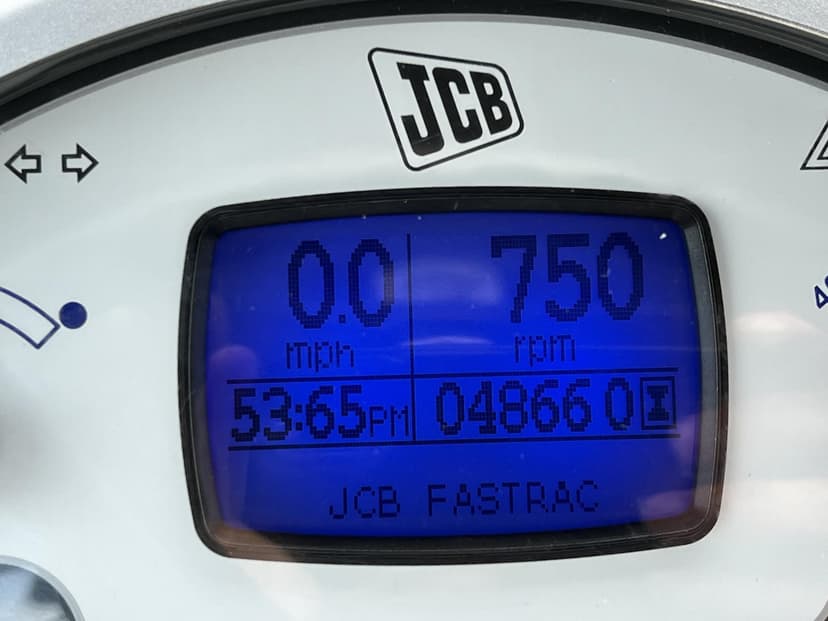 JCB
0.0 750
mph rpm
53:65PM 04866 0
JCB FASTRAC